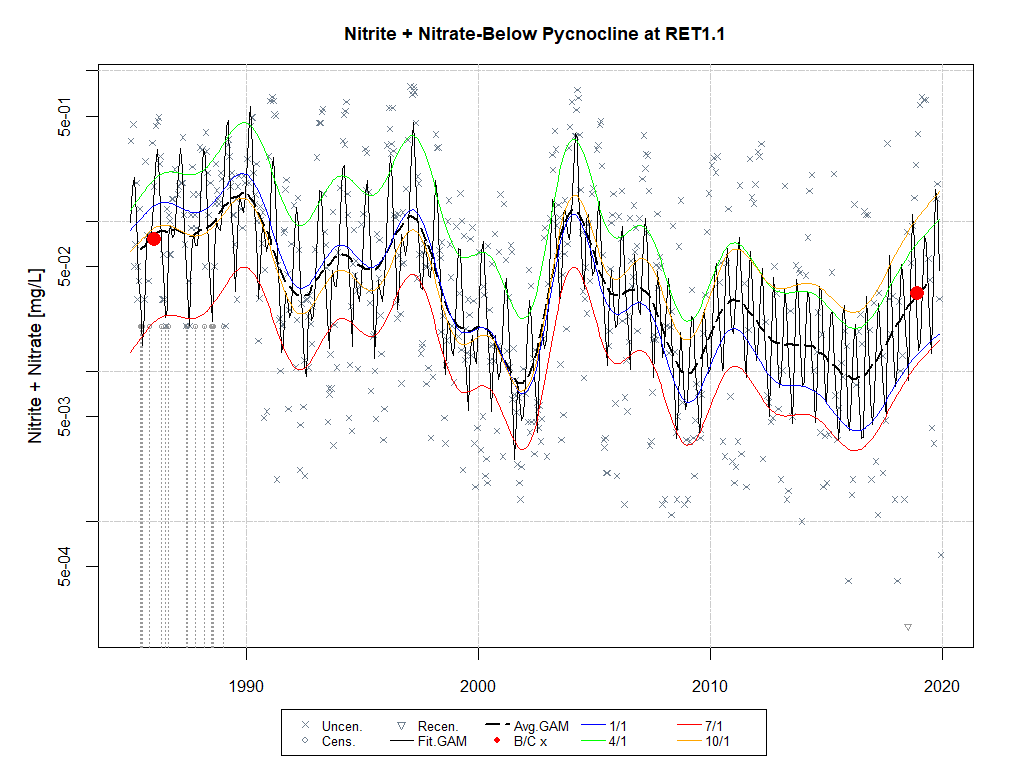 Nitrite + Nitrate-Below Pycnocline at RET1.1
Nitrite + Nitrate [mg/L]
5e-01
5e-02
5e-03
5e-04
1990 2000 2010 2020
Uncen. Recen. Avg.GAM 1/1 7/1
Cens. Fit.GAM B/C x 4/1 10/1